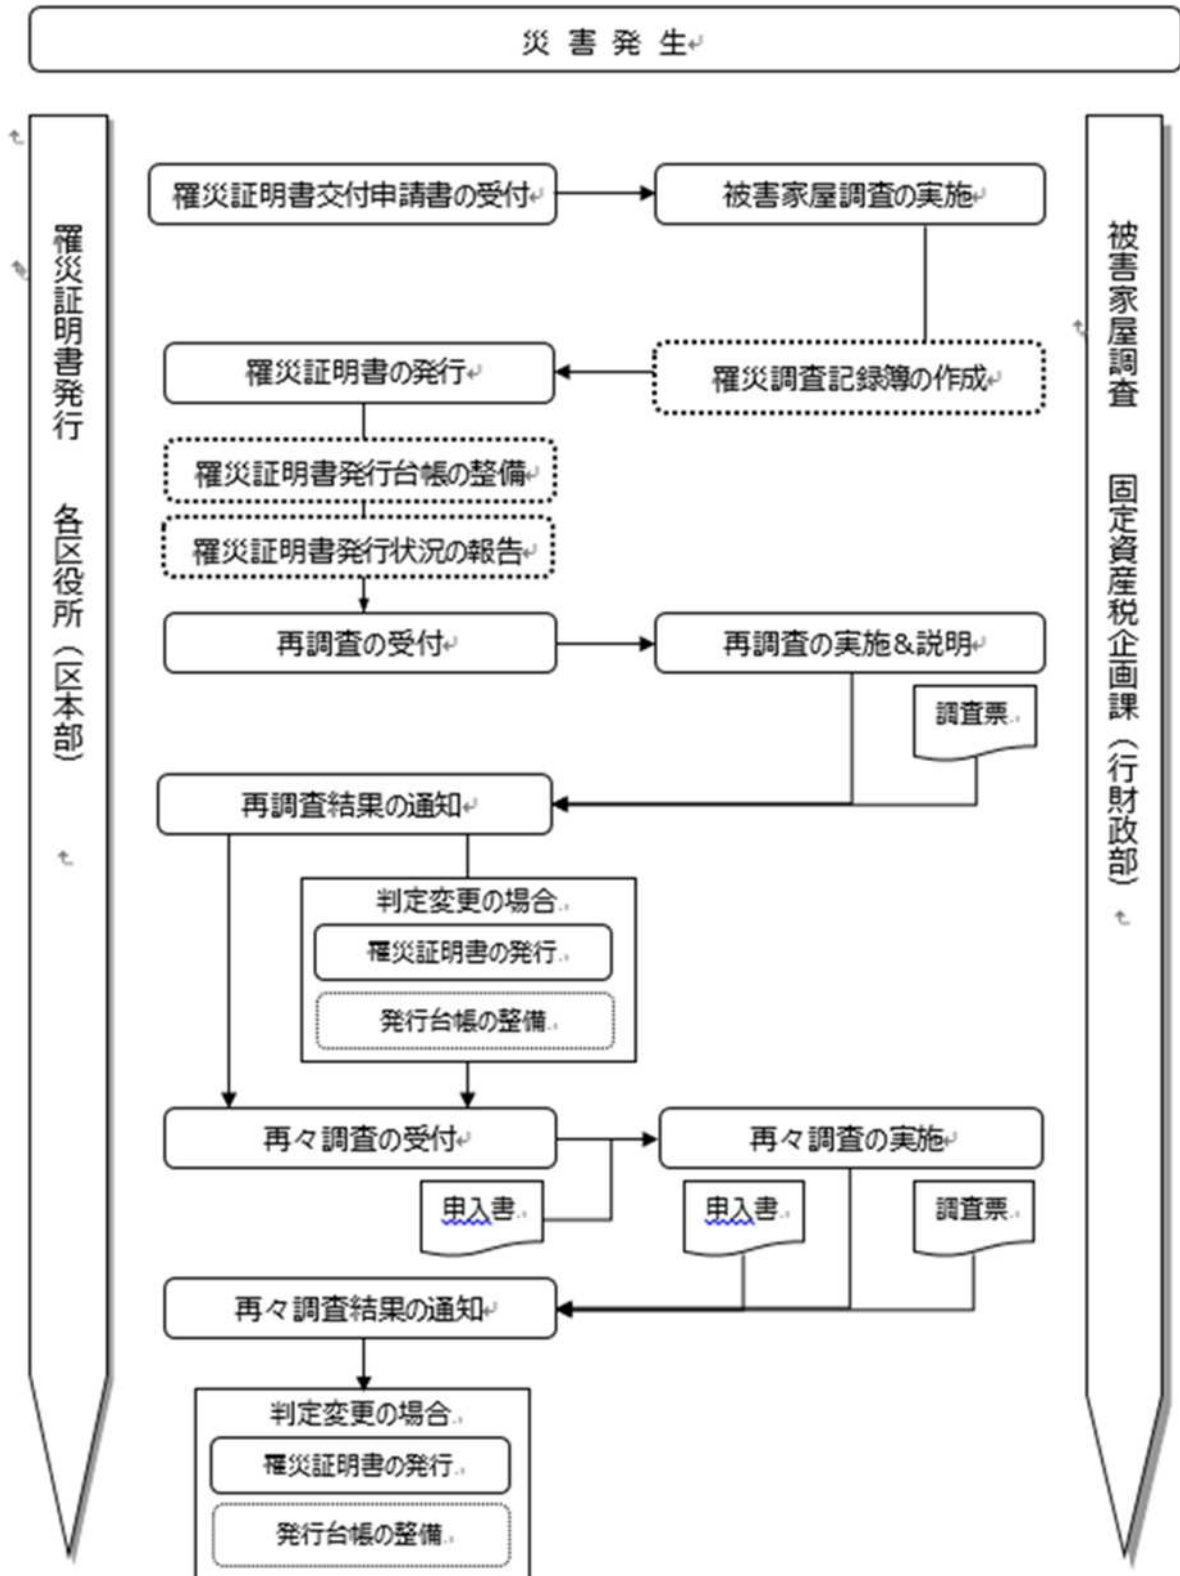 災 害 発 生
罹災証明書発行　各区役所（区本部）
被害家屋調査　固定資産税企画課（行財政部）
罹災証明書交付申請書の受付
被害家屋調査の実施
罹災証明書の発行
罹災調査記録簿の作成
罹災証明書発行台帳の整備
罹災証明書発行状況の報告
再調査の受付
再調査の実施＆説明
調査票
再調査結果の通知
判定変更の場合
罹災証明書の発行
発行台帳の整備
再々調査の受付
再々調査の実施
申入書
申入書
調査票
再々調査結果の通知
判定変更の場合
罹災証明書の発行
発行台帳の整備